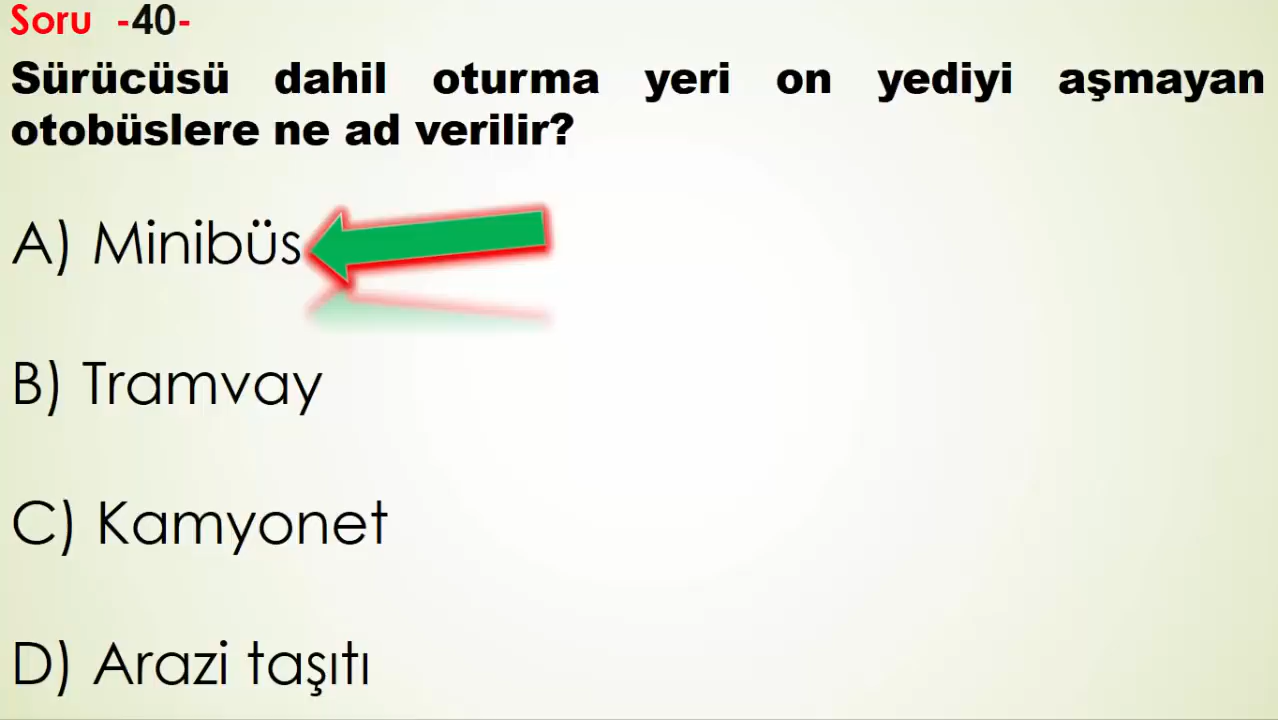 Soru -40-
Sürücüsü dahil oturma yeri on yediyi aşmayan
otobüslere ne ad verilir?
A) Minibüs
B) Tramvay
C) Kamyonet
D) Arazi taşıtı